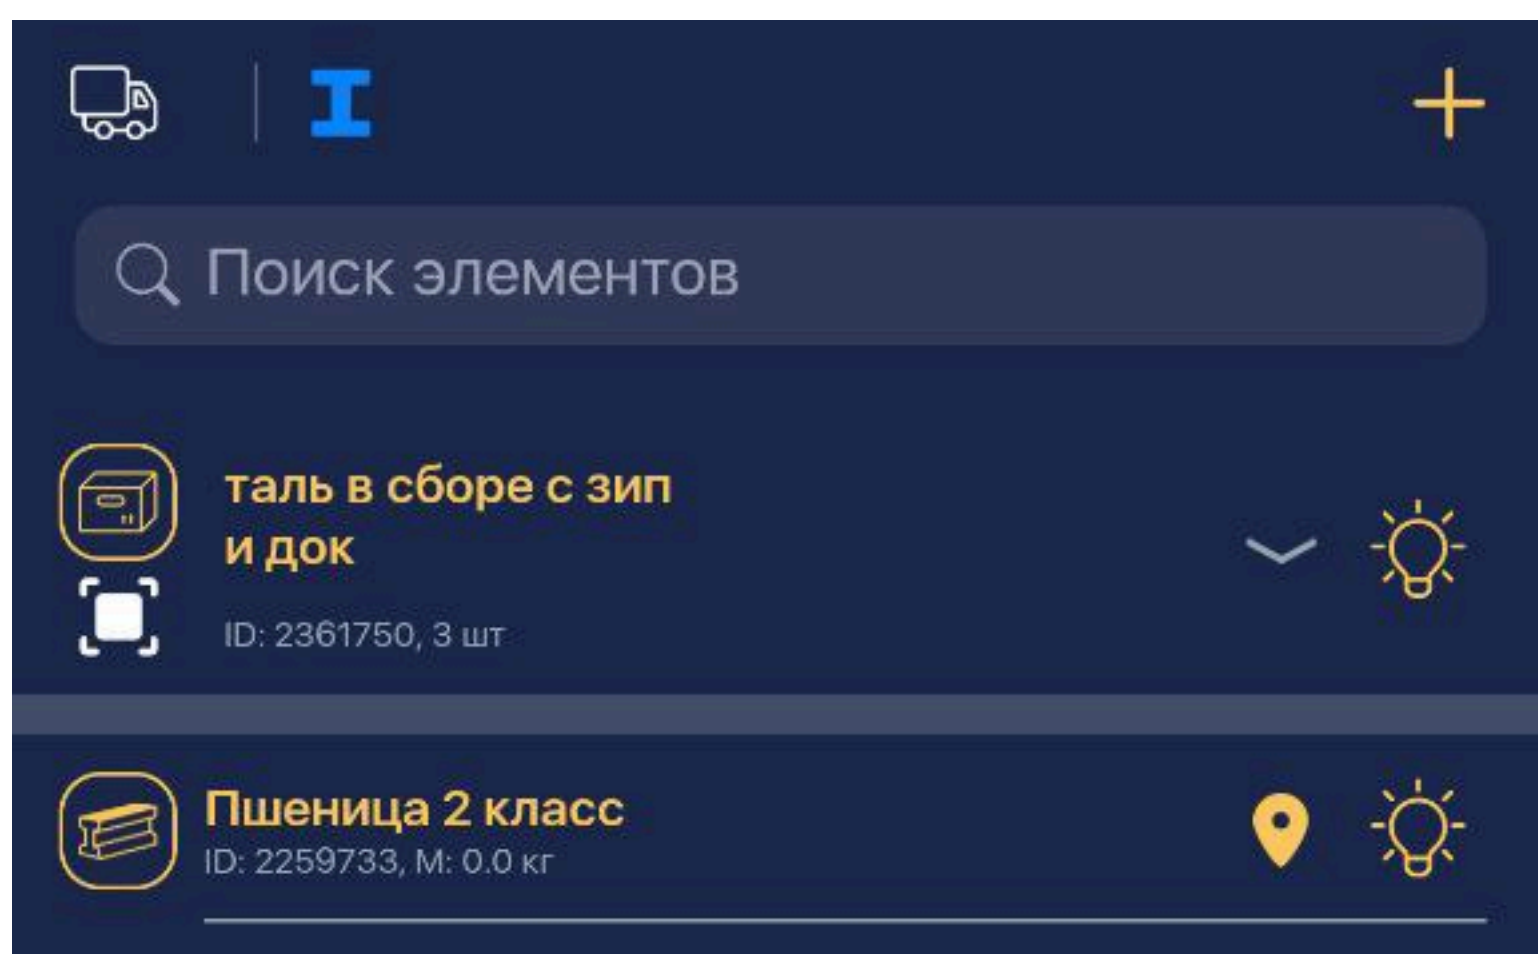 Поиск элементов
таль в сборе с зип
и док
ID: 2361750, 3 шт
Пшеница 2 класс
ID: 2259733, М: 0.0 кг